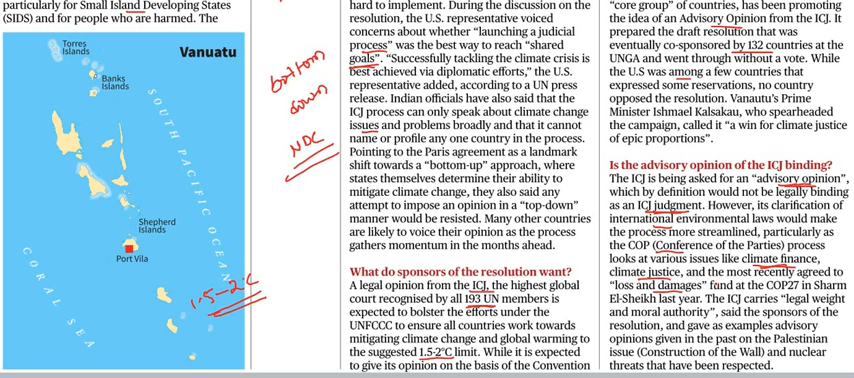 particularly for Small Island Developing States
(SIDS) and for people who are harmed. The
Vanuatu
Torres
Islands
Banks
Islands
SOUTH PACIFIC OCEAN
Shepherd
Islands
Port Vila
CORAL SEA
1.5-2°C
bottom
down
NDC
hard to implement. During the discussion on the
resolution, the U.S. representative voiced
concerns about whether “launching a judicial
process” was the best way to reach “shared
goals”. “Successfully tackling the climate crisis is
best achieved via diplomatic efforts,” the U.S.
representative added, according to a UN press
release. Indian officials have also said that the
ICJ process can only speak about climate change
issues and problems broadly and that it cannot
name or profile any one country in the process.
Pointing to the Paris agreement as a landmark
shift towards a “bottom-up” approach, where
states themselves determine their ability to
mitigate climate change, they also said any
attempt to impose an opinion in a “top-down”
manner would be resisted. Many other countries
are likely to voice their opinion as the process
gathers momentum in the months ahead.
What do sponsors of the resolution want?
A legal opinion from the ICJ, the highest global
court recognised by all 193 UN members is
expected to bolster the efforts under the
UNFCCC to ensure all countries work towards
mitigating climate change and global warming to
the suggested 1.5-2°C limit. While it is expected
to give its opinion on the basis of the Convention
“core group” of countries, has been promoting
the idea of an Advisory Opinion from the ICJ. It
prepared the draft resolution that was
eventually co-sponsored by 132 countries at the
UNGA and went through without a vote. While
the U.S was among a few countries that
expressed some reservations, no country
opposed the resolution. Vanuatu’s Prime
Minister Ishmael Kalsakau, who spearheaded
the campaign, called it “a win for climate justice
of epic proportions”.
Is the advisory opinion of the ICJ binding?
The ICJ is being asked for an “advisory opinion”,
which by definition would not be legally binding
as an ICJ judgment. However, its clarification of
international environmental laws would make
the process more streamlined, particularly as
the COP (Conference of the Parties) process
looks at various issues like climate finance,
climate justice, and the most recently agreed to
“loss and damages” fund at the COP27 in Sharm
El-Sheikh last year. The ICJ carries “legal weight
and moral authority”, said the sponsors of the
resolution, and gave as examples advisory
opinions given in the past on the Palestinian
issue (Construction of the Wall) and nuclear
threats that have been respected.